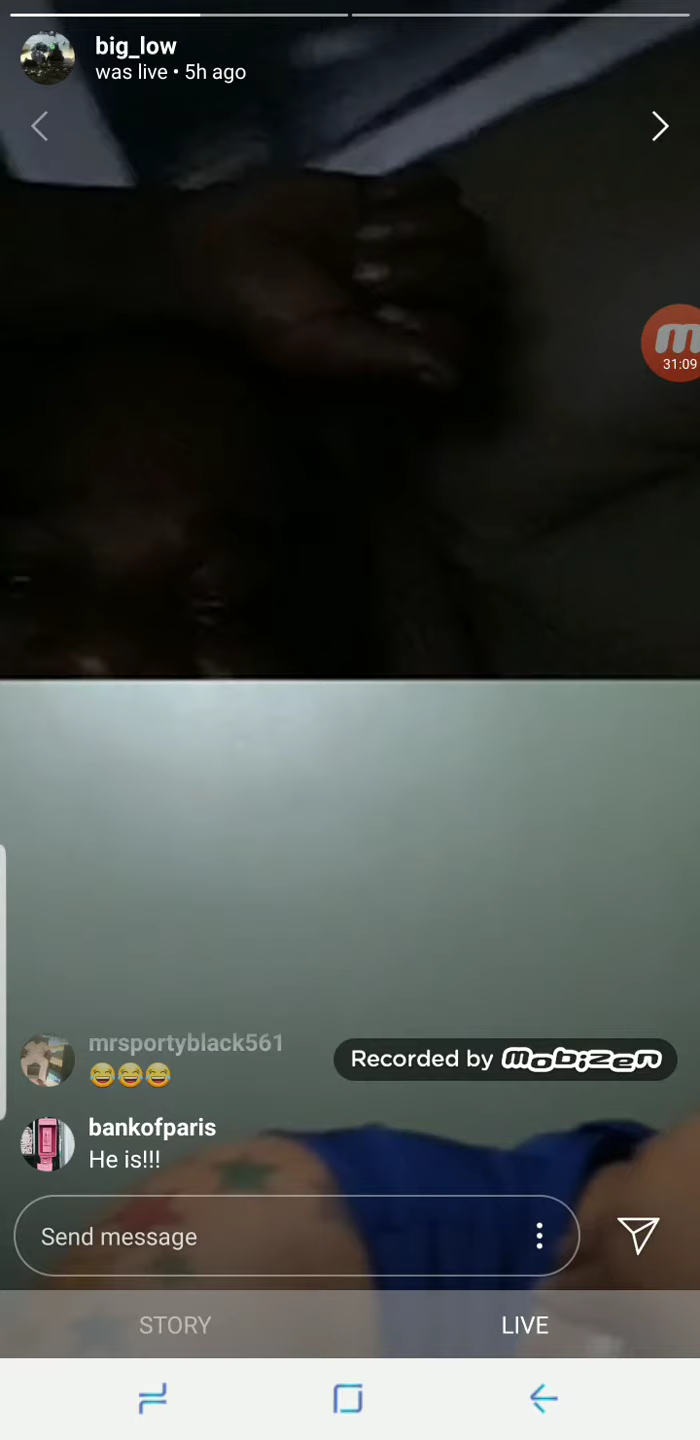 big_low
was live • 5h ago
31:09
mrsportyblack561
😂😂😂
Recorded by mobizen
bankofparis
He is!!!
Send message
STORY
LIVE